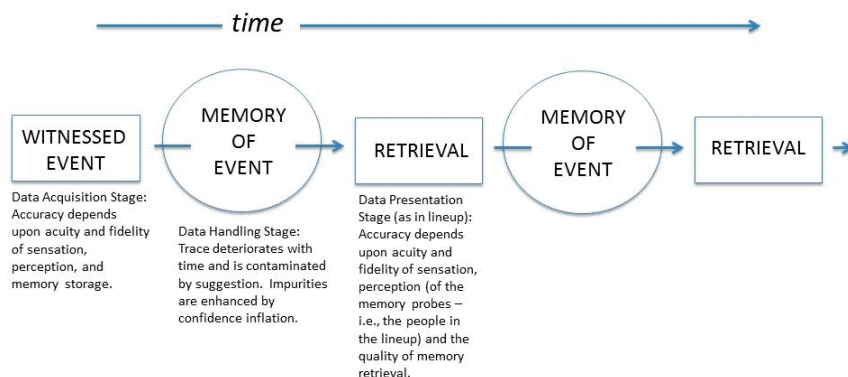 time
WITNESSED
EVENT
Data Acquisition Stage:
Accuracy depends
upon acuity and fidelity
of sensation,
perception, and
memory storage.
MEMORY
OF
EVENT
Data Handling Stage:
Trace deteriorates with
time and is contaminated
by suggestion. Impurities
are enhanced by
confidence inflation.
RETRIEVAL
Data Presentation
Stage (as in lineup):
Accuracy depends
upon acuity and
fidelity of sensation,
perception (of the
memory probes –
i.e., the people in
the lineup) and the
quality of memory
retrieval.
MEMORY
OF
EVENT
RETRIEVAL